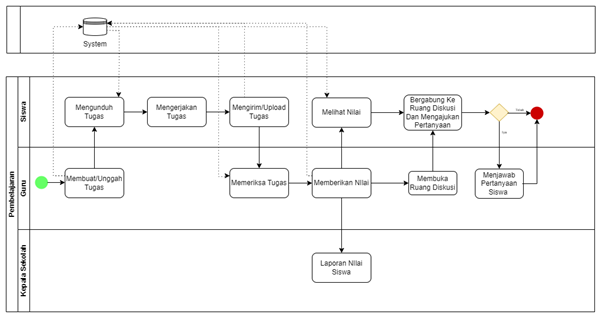 System
Pembelajaran
Siswa
Mengunduh
Tugas
Mengerjakan
Tugas
Mengirim/Upload
Tugas
Melihat Nilai
Bergabung Ke
Ruang Diskusi
Dan Mengajukan
Pertanyaan
Guru
Membuat/Unggah
Tugas
Memeriksa Tugas
Memberikan Nilai
Membuka
Ruang Diskusi
Menjawab
Pertanyaan
Siswa
Kepala Sekolah
Laporan NIlai
Siswa